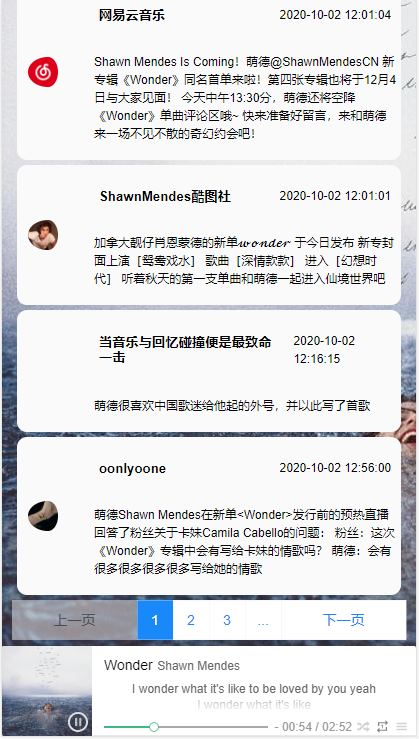 网易云音乐 2020-10-02 12:01:04
Shawn Mendes Is Coming！萌德@ShawnMendesCN 新
专辑《Wonder》同名首单来啦！第四张专辑也将于12月4
日与大家见面！ 今天中午13:30分，萌德还将空降
《Wonder》单曲评论区哦~ 快来准备好留言，来和萌德
来一场不见不散的奇幻约会吧！
ShawnMendes酷图社 2020-10-02 12:01:01
加拿大靓仔肖恩蒙德的新单𝔀𝓸𝓷𝓭𝓮𝓻 于今日发布 新专封
面上演［鸳鸯戏水］ 歌曲［深情款款］ 进入［幻想时
代］ 听着秋天的第一支单曲和萌德一起进入仙境世界吧
当音乐与回忆碰撞便是最致命
一击
2020-10-02
12:16:15
萌德很喜欢中国歌迷给他起的外号，并以此写了首歌
oonlyoone 2020-10-02 12:56:00
萌德Shawn Mendes在新单<Wonder>发行前的预热直播
回答了粉丝关于卡妹Camila Cabello的问题： 粉丝：这次
《Wonder》专辑中会有写给卡妹的情歌吗？ 萌德：会有
很多很多很多很多写给她的情歌
上一页 1 2 3 ... 下一页
Wonder Shawn Mendes
I wonder what it's like to be loved by you yeah
I wonder what it's like
- 00:54 / 02:52